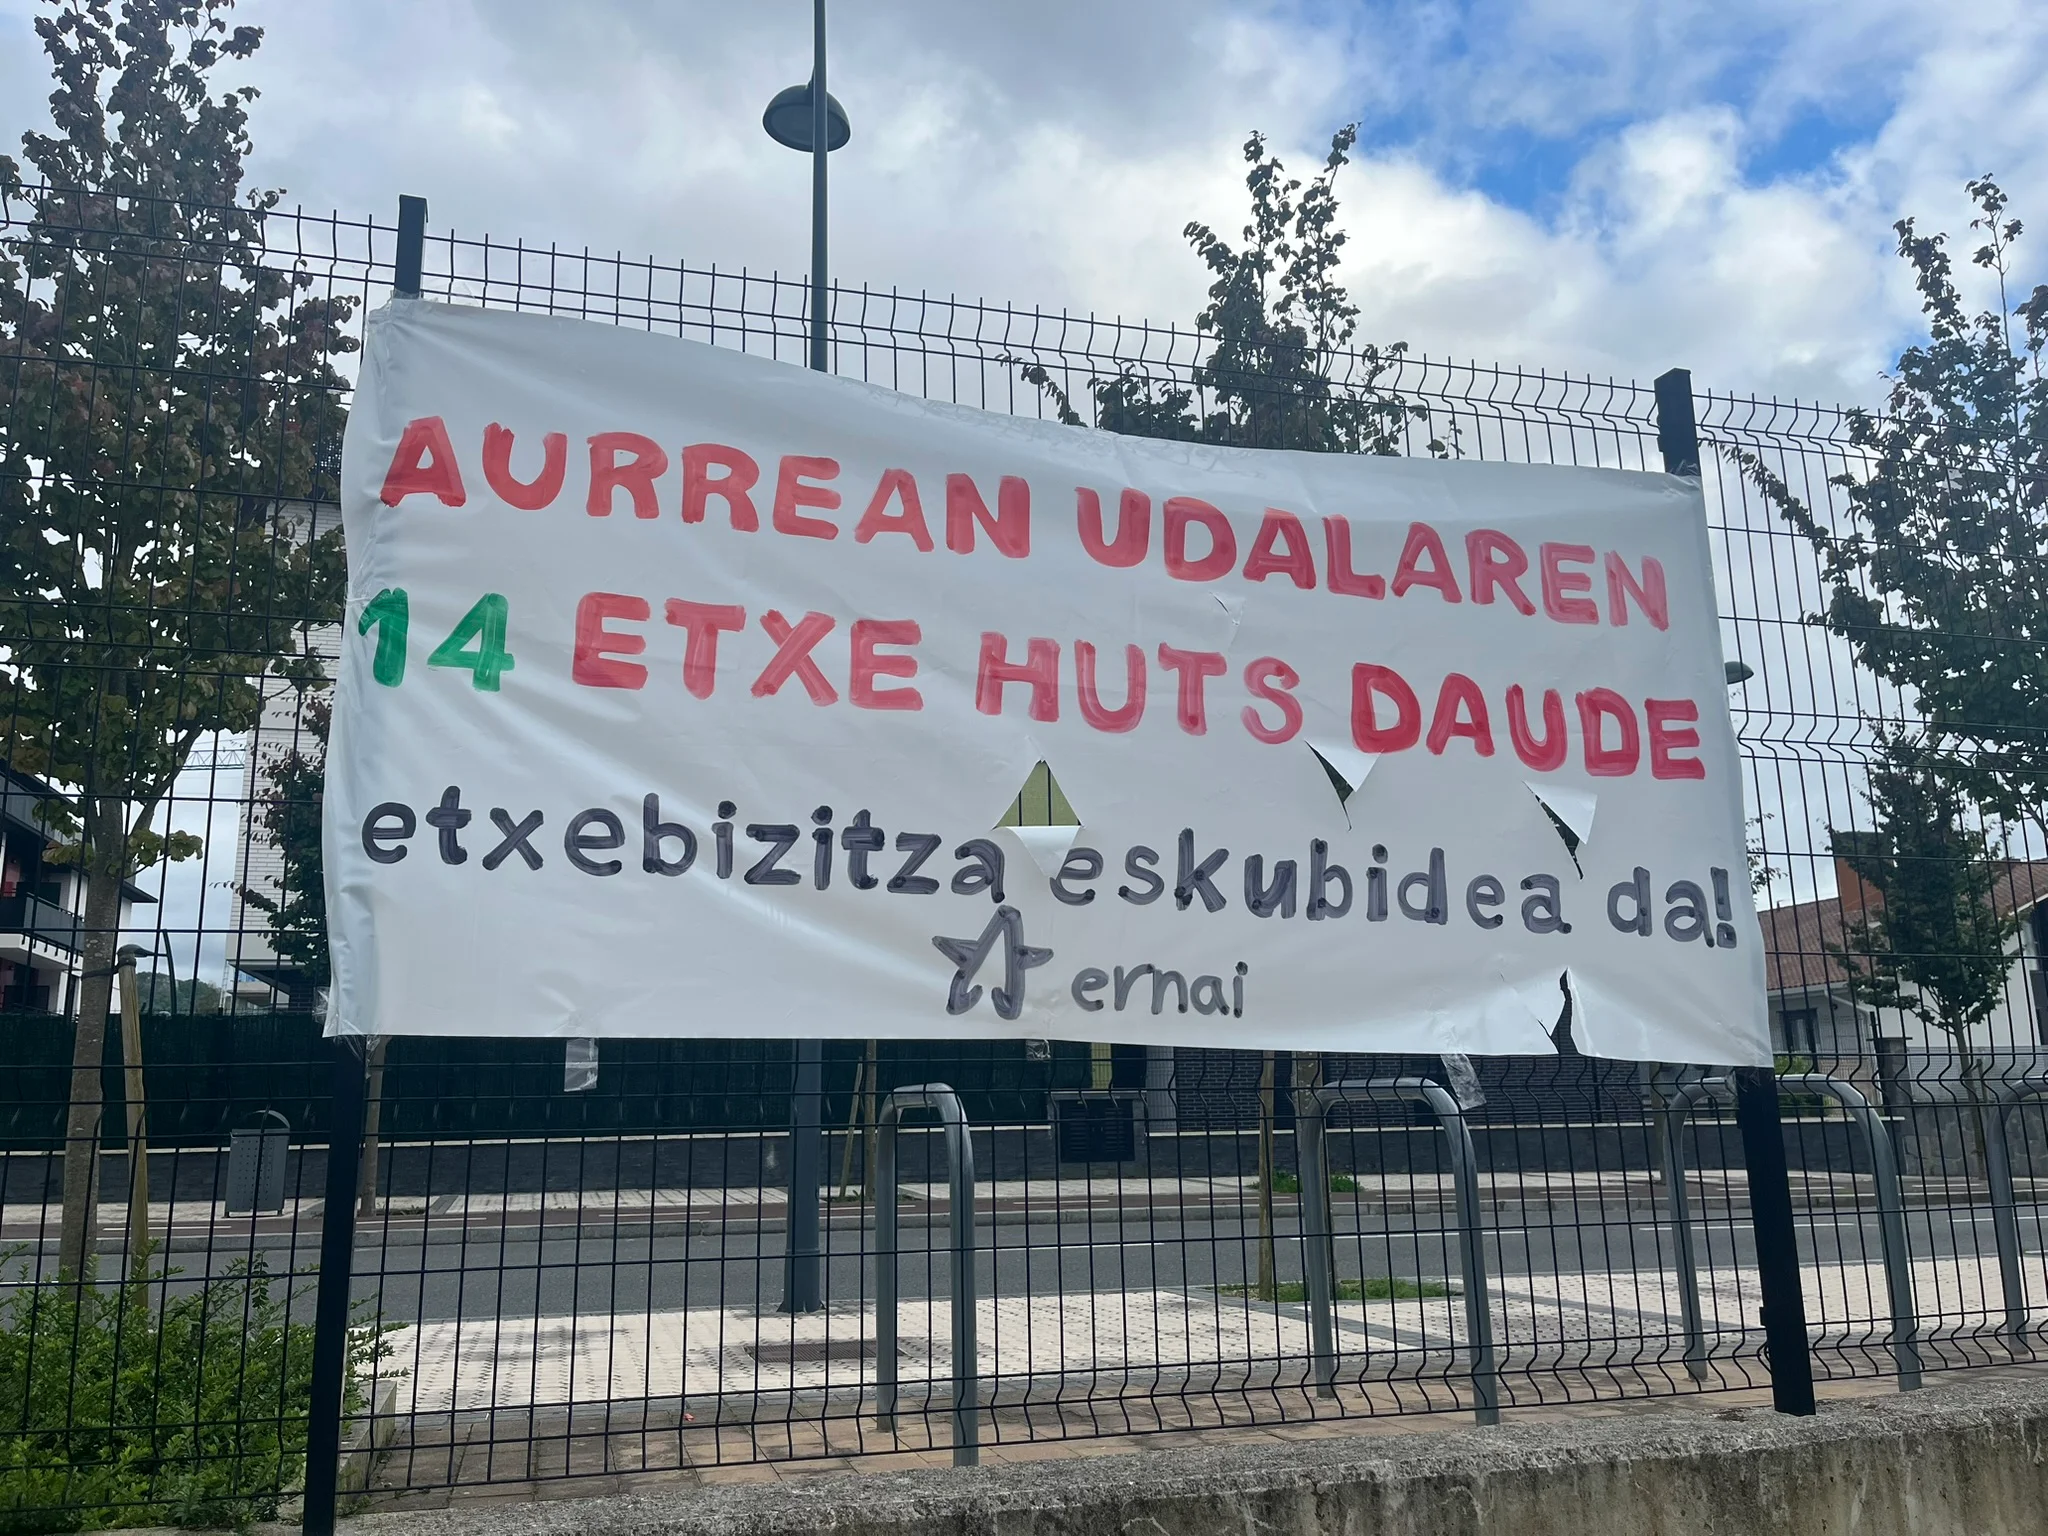 AURREAN UDALAREN
14 ETXE HUTS DAUDE
etxebizitza eskubidea da!
ernai